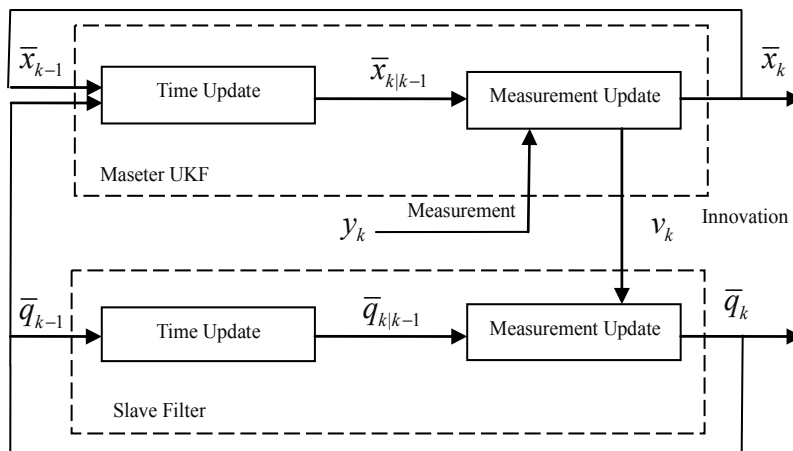 x̄ₖ₋₁
Time Update
x̄ₖ|ₖ₋₁
Measurement Update
x̄ₖ
Maseter UKF
Measurement
yₖ
vₖ
Innovation
q̄ₖ₋₁
Time Update
q̄ₖ|ₖ₋₁
Measurement Update
q̄ₖ
Slave Filter